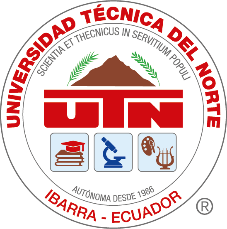 UNIVERSIDAD TÉCNICA DEL NORTE
SCIENTIA ET THECNICUS IN SERVITIUM POPULI
UTN
AUTÓNOMA DESDE 1986
IBARRA - ECUADOR
®